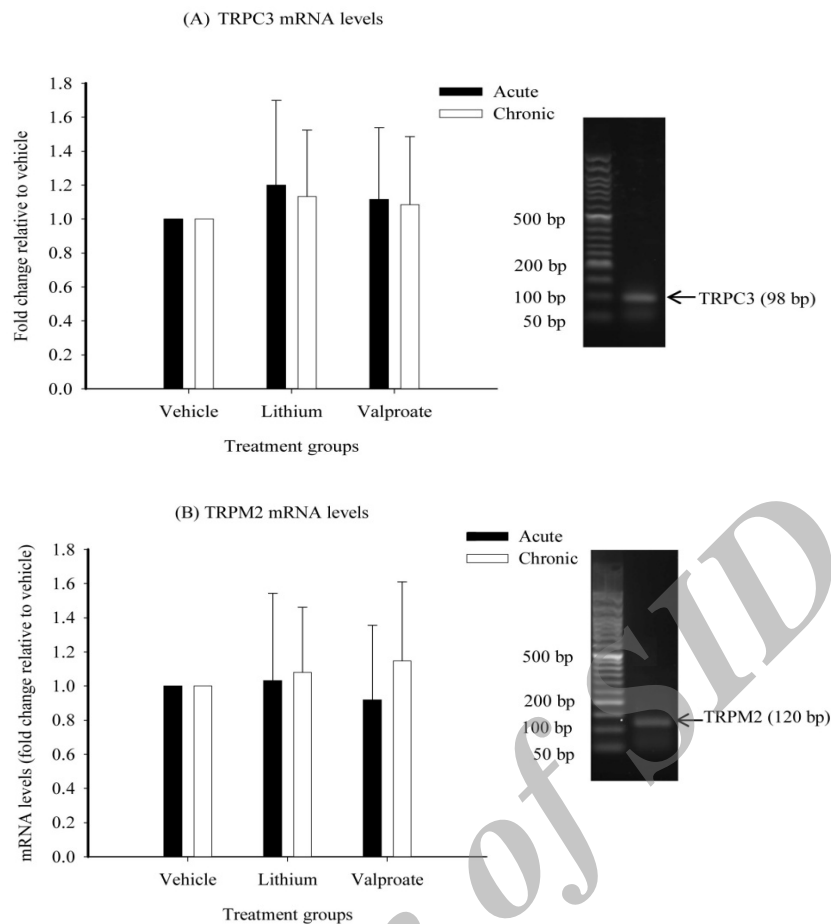 (A) TRPC3 mRNA levels
Fold change relative to vehicle
1.8
1.6
1.4
1.2
1.0
0.8
0.6
0.4
0.2
0.0
Vehicle Lithium Valproate
Treatment groups
Acute
Chronic
500 bp
200 bp
100 bp
50 bp
TRPC3 (98 bp)
(B) TRPM2 mRNA levels
mRNA levels (fold change relative to vehicle)
1.8
1.6
1.4
1.2
1.0
0.8
0.6
0.4
0.2
0.0
Vehicle Lithium Valproate
Treatment groups
Acute
Chronic
500 bp
200 bp
100 bp
50 bp
TRPM2 (120 bp)
of SID